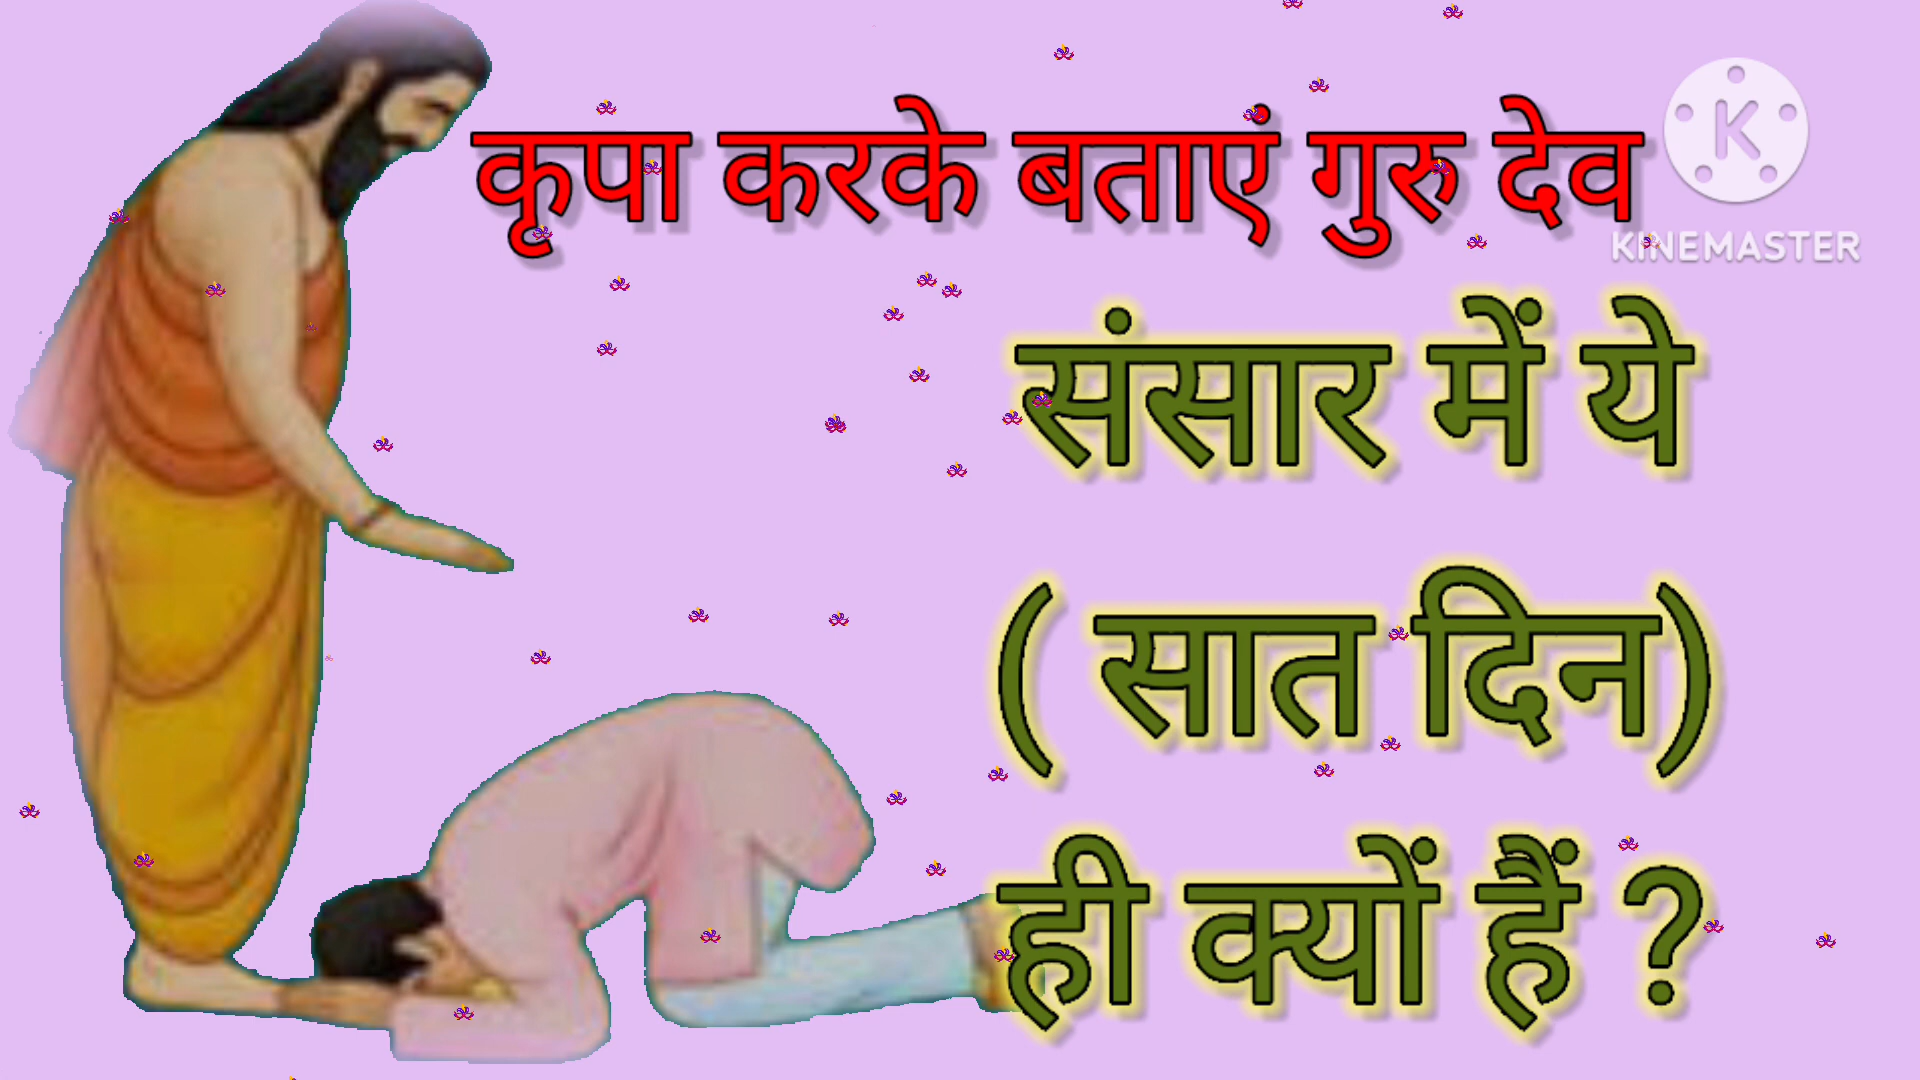 कृपा करके बताएं गुरु देव
K
KINEMASTER
संसार में ये
( सात दिन)
ही क्यों हैं ?